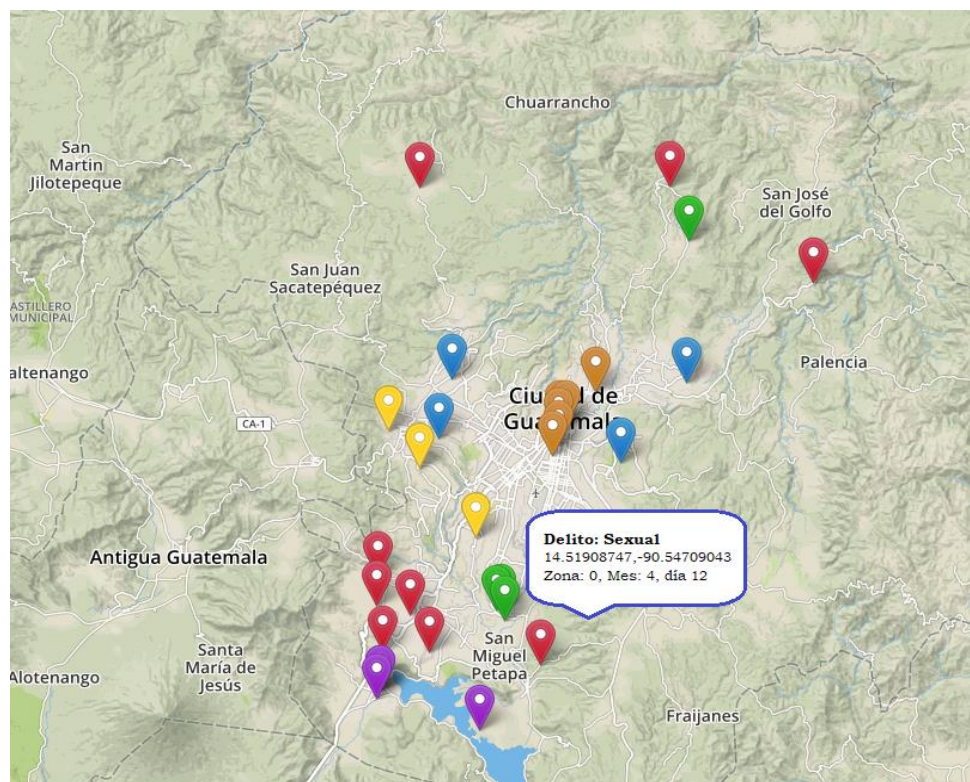 Chuarrancho
San
Martin
Jilotepeque
San José
del Golfo
San Juan
Sacatepéquez
ASTILLERO
MUNICIPAL
altenango
Palencia
Ciudad de
Guatemala
CA-1
Delito: Sexual
14.51908747,-90.54709043
Zona: 0, Mes: 4, día 12
Antigua Guatemala
San
Miguel
Petapa
Santa
María de
Jesús
Alotenango
Fraijanes